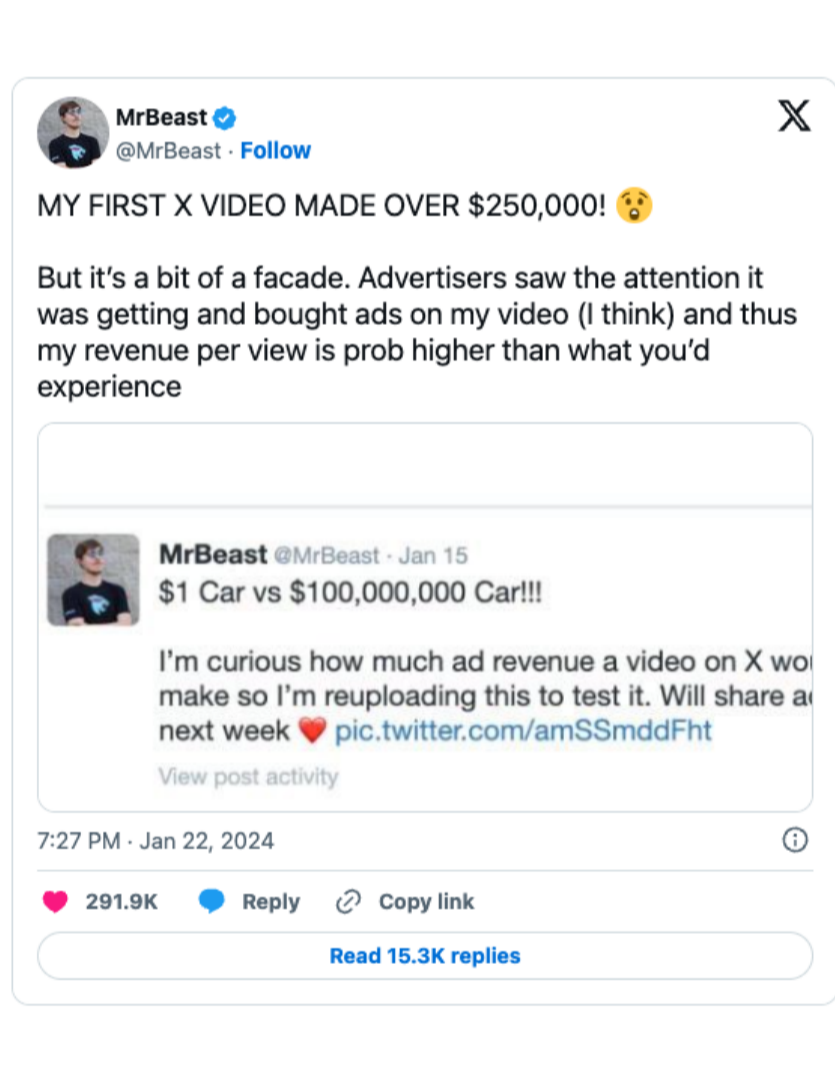 MrBeast
@MrBeast · Follow
MY FIRST X VIDEO MADE OVER $250,000! 😲
But it's a bit of a facade. Advertisers saw the attention it
was getting and bought ads on my video (I think) and thus
my revenue per view is prob higher than what you'd
experience
MrBeast @MrBeast · Jan 15
$1 Car vs $100,000,000 Car!!!
I'm curious how much ad revenue a video on X
make so I'm reuploading this to test it. Will share
next week ❤️ pic.twitter.com/amSSmddFht
View post activity
7:27 PM · Jan 22, 2024
291.9K Reply Copy link
Read 15.3K replies